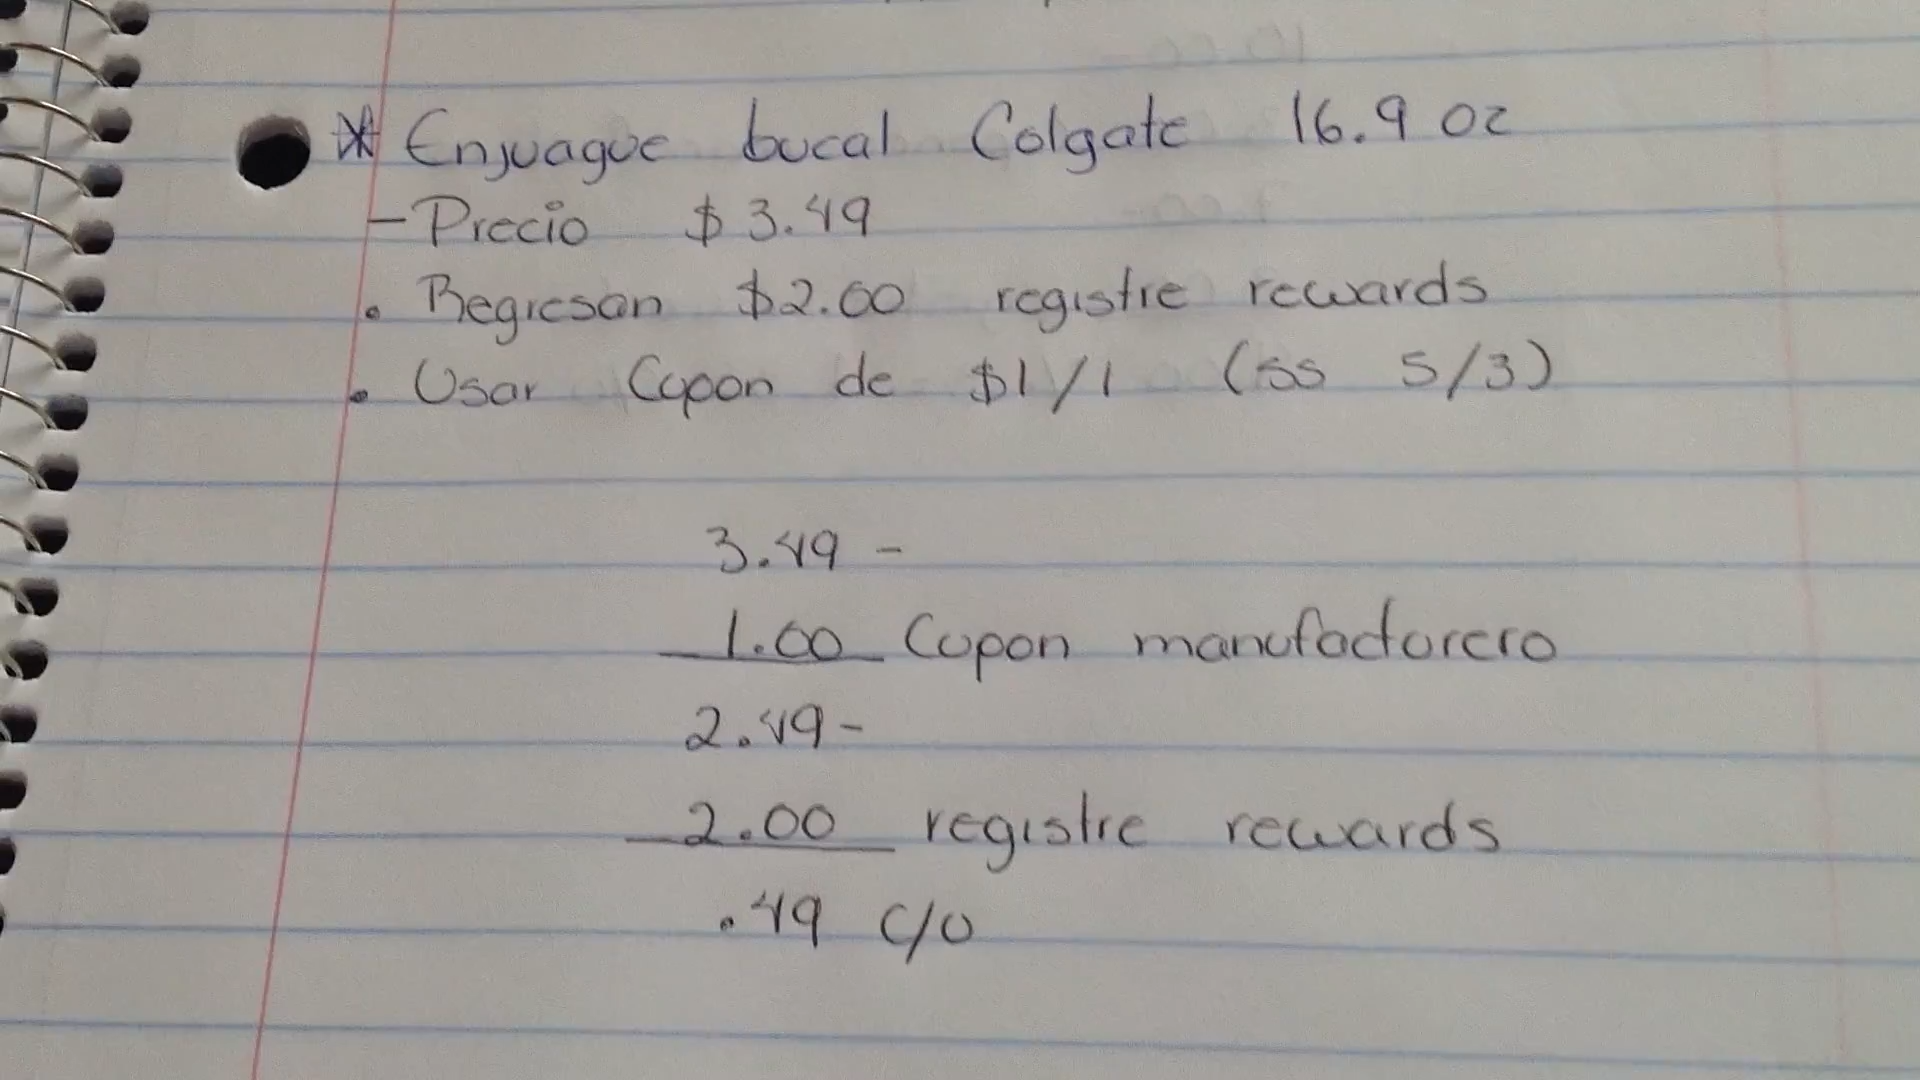 * Enjuague bucal Colgate 16.9 oz
- Precio $3.49
• Regresan $2.00 registre rewards
• Usar Cupon de $1/1 (ss 5/3)
3.49 -
1.00 Cupon manufacturero
2.49 -
2.00 registre rewards
.49 c/u